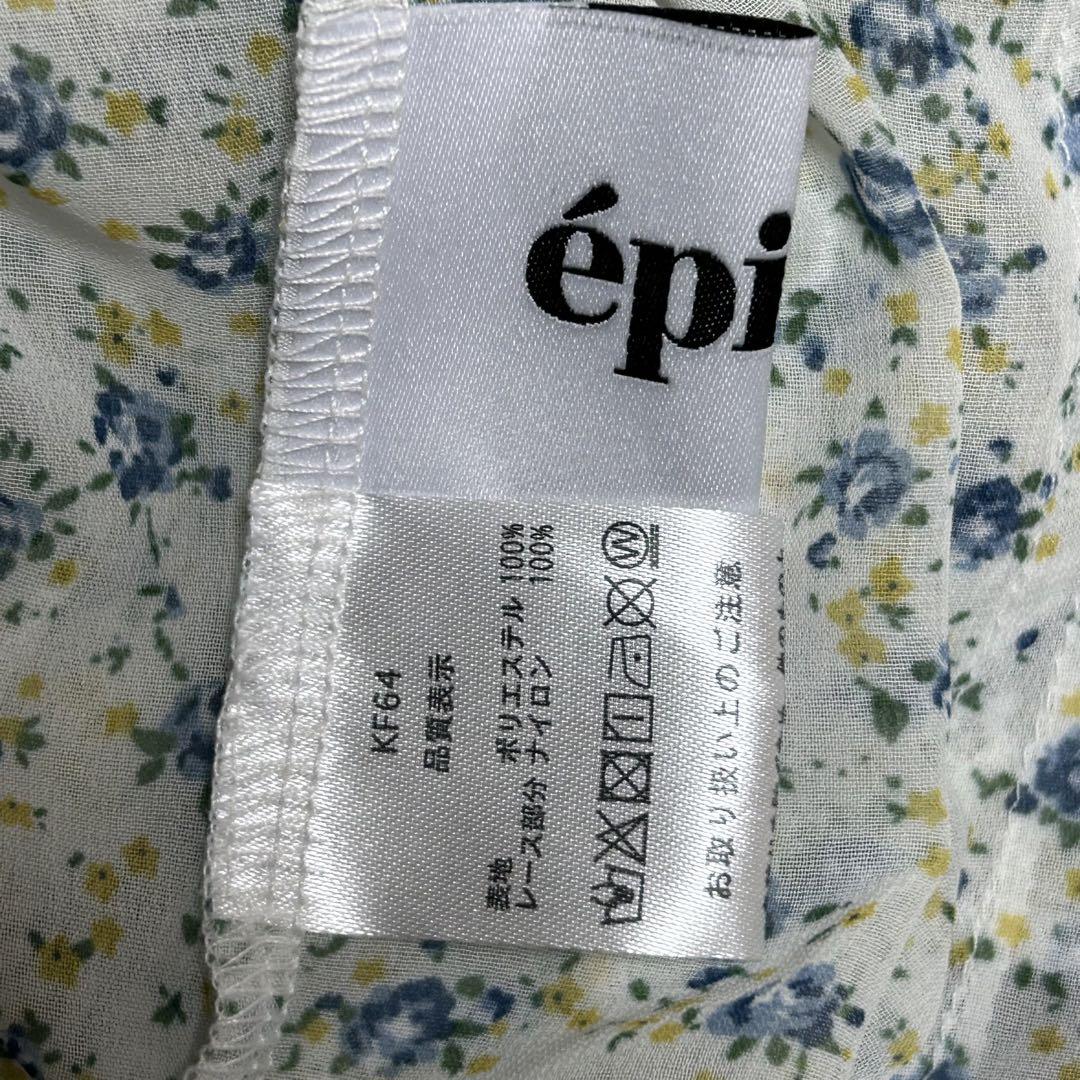 épi
KF64
品質表示
表地 ポリエステル 100%
レース部分 ナイロン 100%
お取り扱い上のご注意